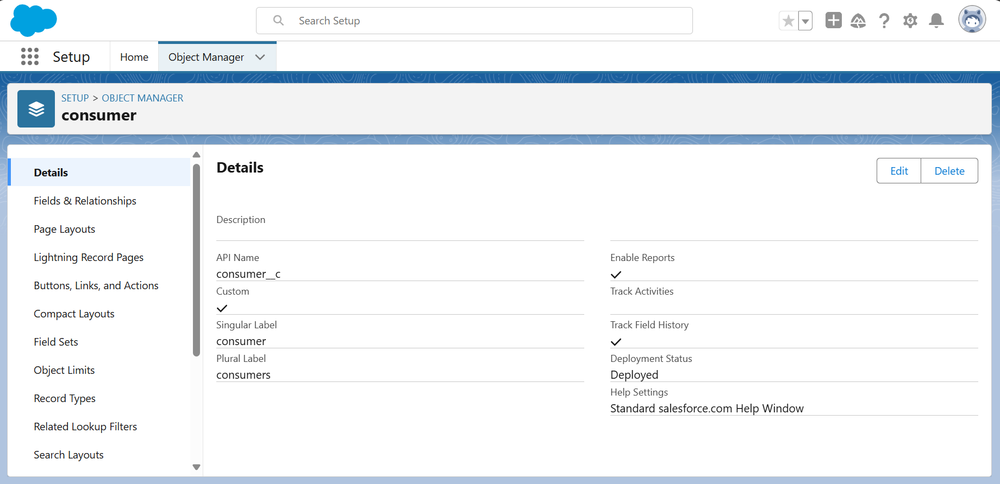 Search Setup
Setup
Home
Object Manager
SETUP > OBJECT MANAGER
consumer
Details
Fields & Relationships
Page Layouts
Lightning Record Pages
Buttons, Links, and Actions
Compact Layouts
Field Sets
Object Limits
Record Types
Related Lookup Filters
Search Layouts
Details
Edit
Delete
Description
API Name
consumer__c
Custom
Singular Label
consumer
Plural Label
consumers
Enable Reports
Track Activities
Track Field History
Deployment Status
Deployed
Help Settings
Standard salesforce.com Help Window